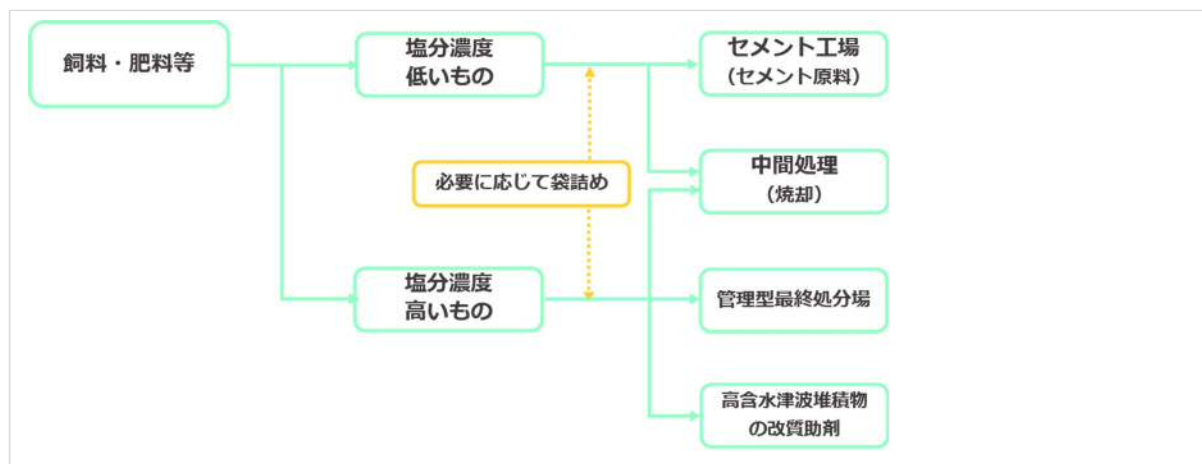 飼料・肥料等
塩分濃度
低いもの
セメント工場
（セメント原料）
中間処理
（焼却）
必要に応じて袋詰め
塩分濃度
高いもの
管理型最終処分場
高含水津波堆積物
の改質助剤